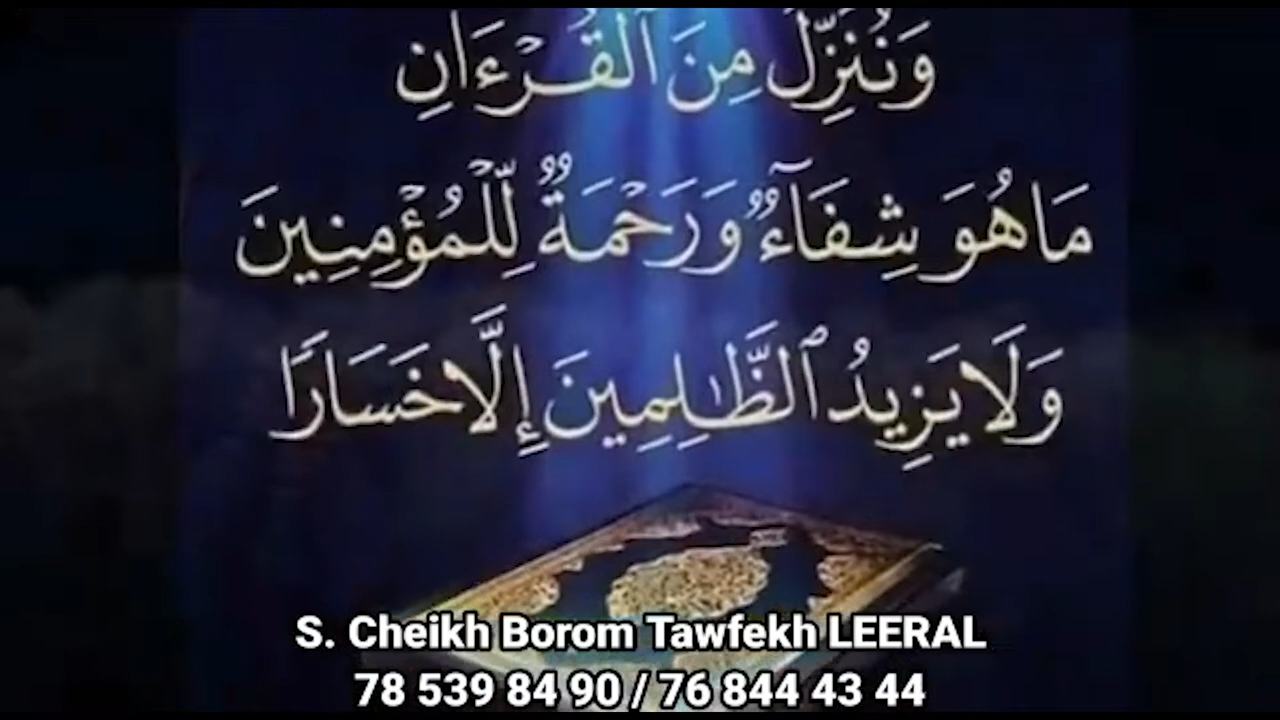 وَنُنَزِّلُ مِنَ ٱلْقُرْءَانِ
مَا هُوَ شِفَآءٌ وَرَحْمَةٌ لِّلْمُؤْمِنِينَ
وَلَا يَزِيدُ ٱلظَّٰلِمِينَ إِلَّا خَسَارًا
S. Cheikh Borom Tawfekh LEERAL
78 539 84 90 / 76 844 43 44